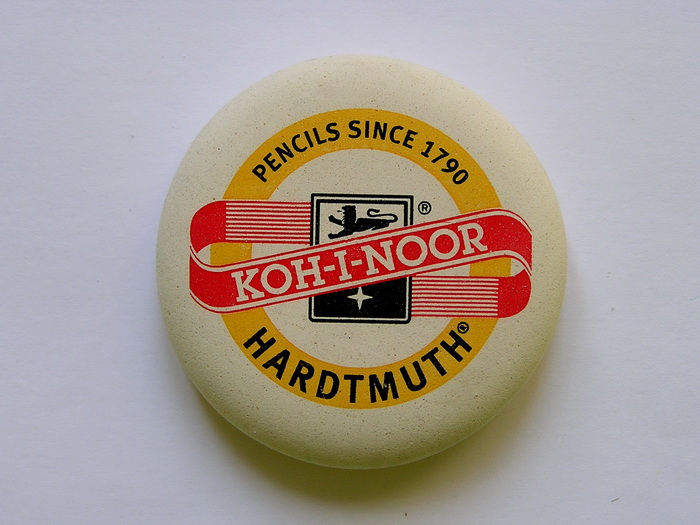 PENCILS SINCE 1790
®
KOH-I-NOOR
HARDTMUTH®